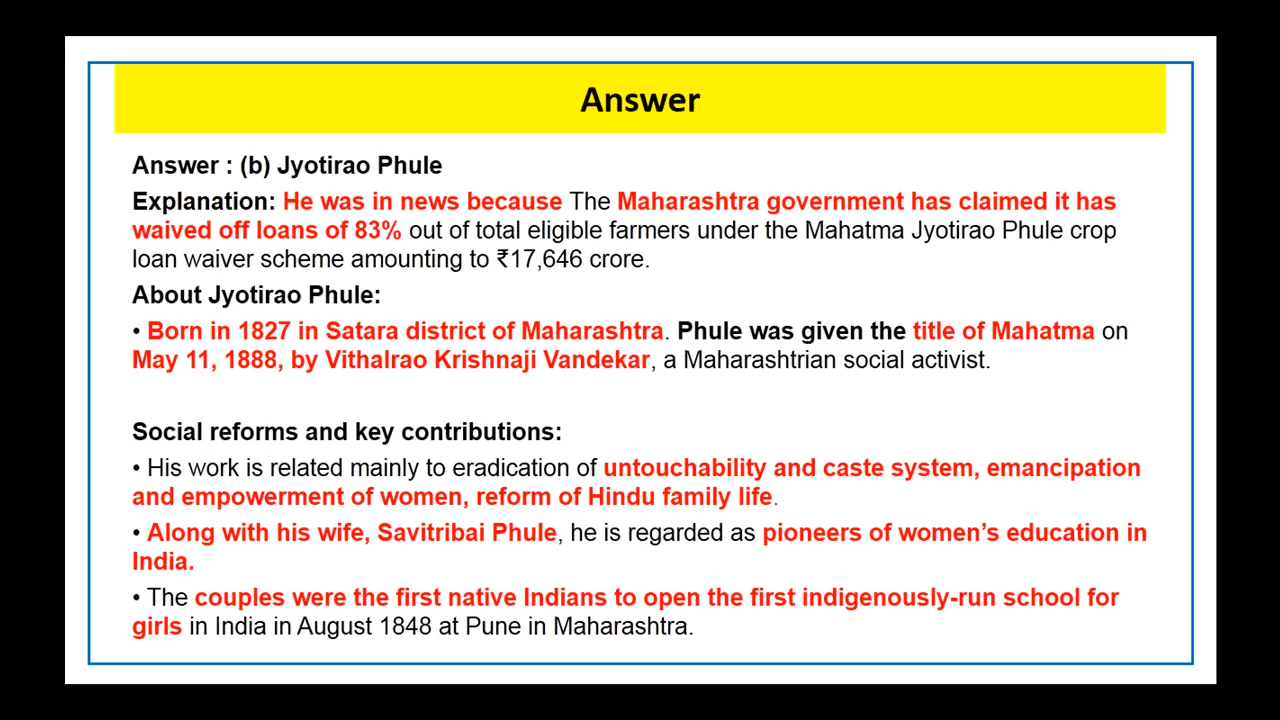 Answer
Answer : (b) Jyotirao Phule
Explanation: He was in news because The Maharashtra government has claimed it has
waived off loans of 83% out of total eligible farmers under the Mahatma Jyotirao Phule crop
loan waiver scheme amounting to ₹17,646 crore.
About Jyotirao Phule:
• Born in 1827 in Satara district of Maharashtra. Phule was given the title of Mahatma on
May 11, 1888, by Vithalrao Krishnaji Vandekar, a Maharashtrian social activist.
Social reforms and key contributions:
• His work is related mainly to eradication of untouchability and caste system, emancipation
and empowerment of women, reform of Hindu family life.
• Along with his wife, Savitribai Phule, he is regarded as pioneers of women’s education in
India.
• The couples were the first native Indians to open the first indigenously-run school for
girls in India in August 1848 at Pune in Maharashtra.